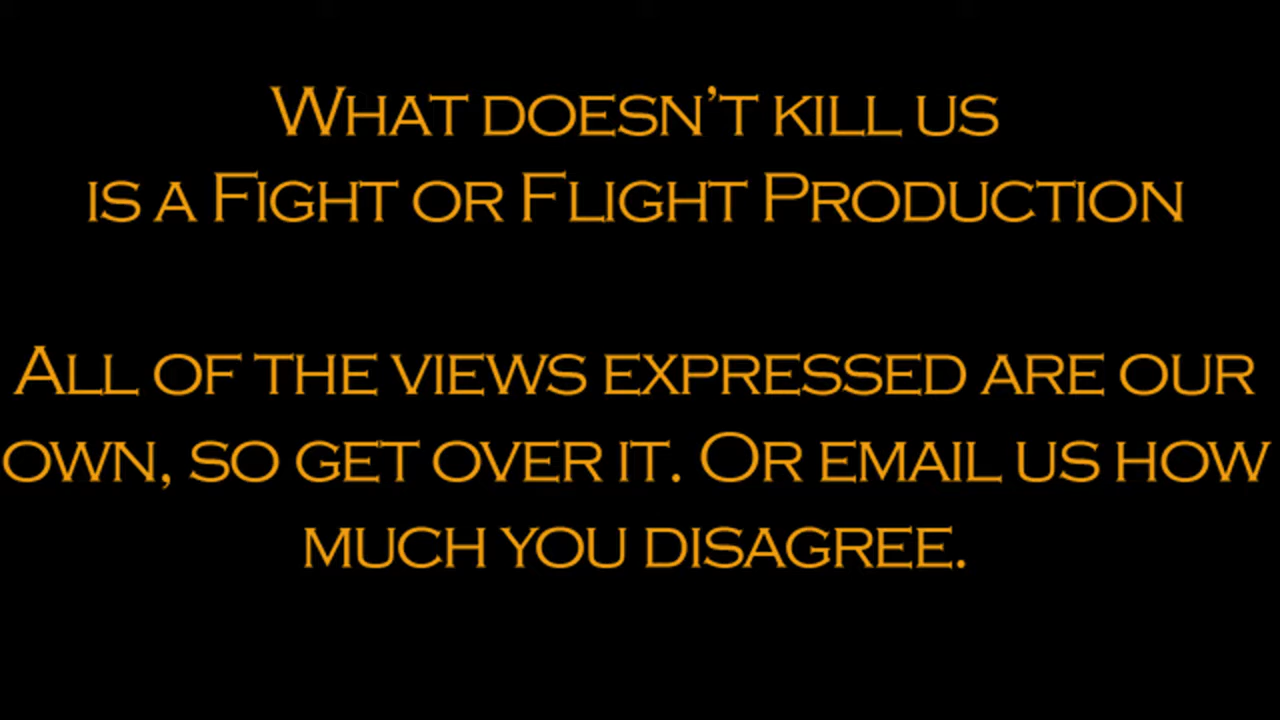 What doesn't kill us
is a Fight or Flight Production
All of the views expressed are our
own, so get over it. Or email us how
much you disagree.